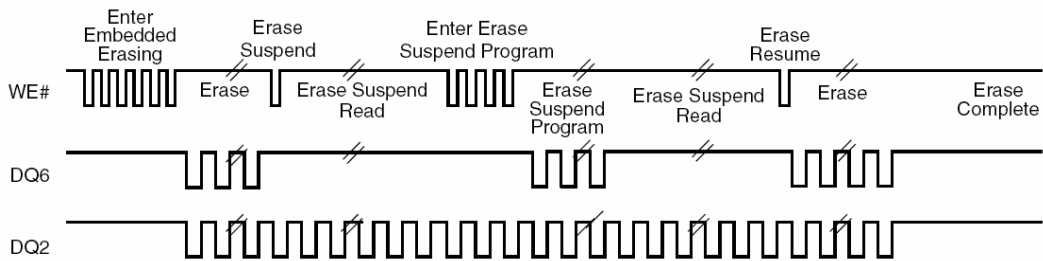 Enter
Embedded
Erasing
Erase
Suspend
Enter Erase
Suspend Program
Erase
Resume
WE#
Erase
Erase Suspend
Read
Erase
Suspend
Program
Erase Suspend
Read
Erase
Erase
Complete
DQ6
DQ2